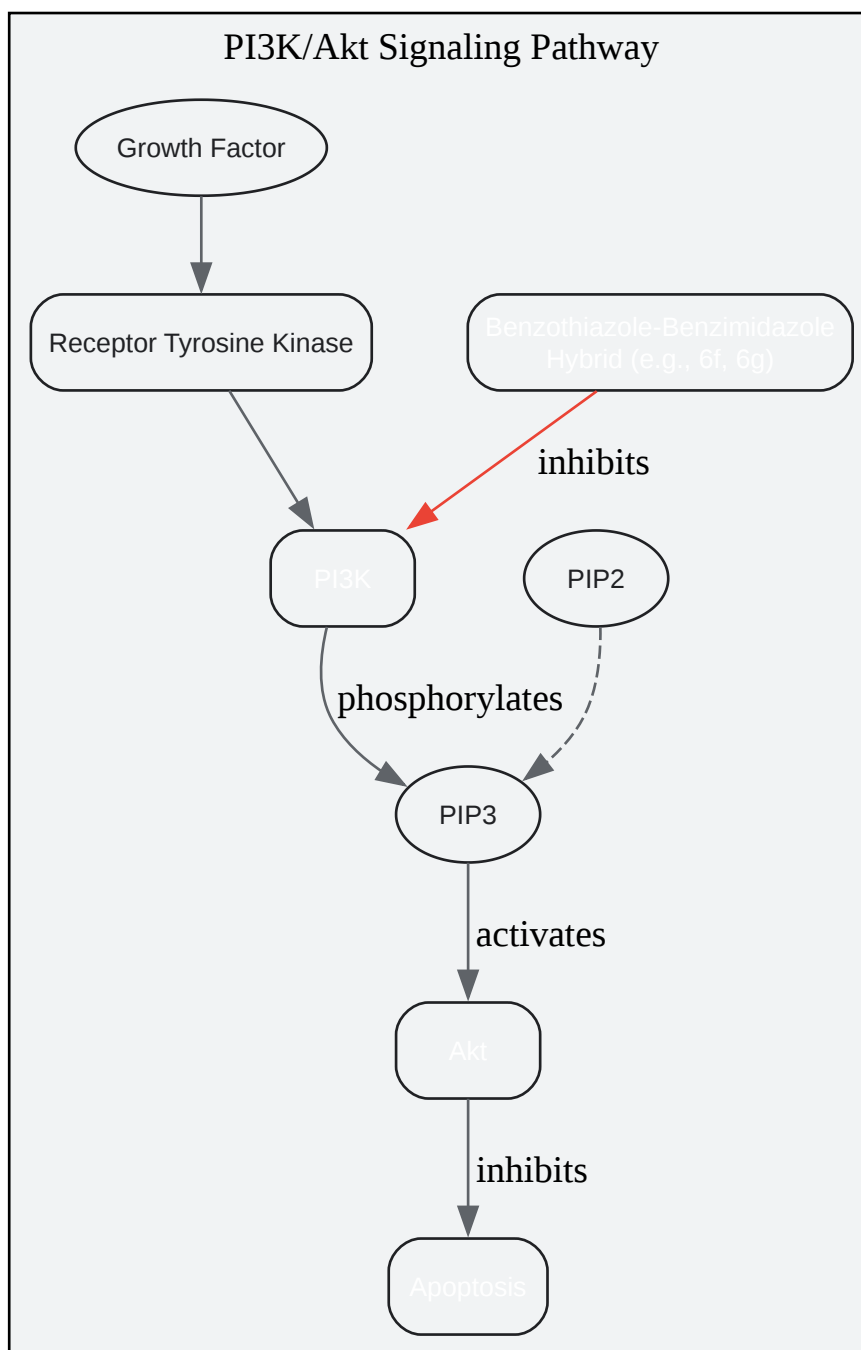 PI3K/Akt Signaling Pathway
Growth Factor
Receptor Tyrosine Kinase
Benzothiazole-Benzimidazole
Hybrid (e.g., 6f, 6g)
inhibits
PI3K
PIP2
phosphorylates
PIP3
activates
Akt
inhibits
Apoptosis